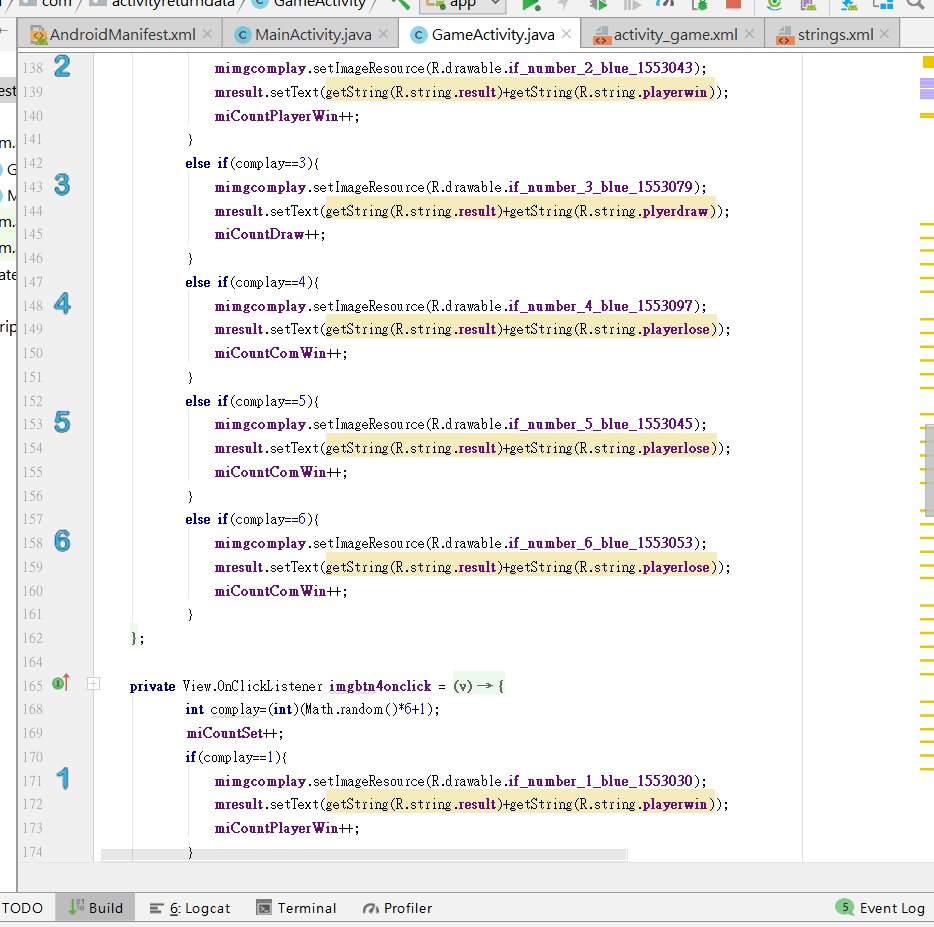 com activityreturndata GameActivity app
AndroidManifest.xml MainActivity.java GameActivity.java activity_game.xml strings.xml
138 2 mimgcomplay.setImageResource(R.drawable.if_number_2_blue_1553043);
139 mresult.setText(getString(R.string.result)+getString(R.string.playerwin));
140 miCountPlayerWin++;
141 }
142 else if(complay==3){
143 3 mimgcomplay.setImageResource(R.drawable.if_number_3_blue_1553079);
144 mresult.setText(getString(R.string.result)+getString(R.string.plyerdraw));
145 miCountDraw++;
146 }
147 else if(complay==4){
148 4 mimgcomplay.setImageResource(R.drawable.if_number_4_blue_1553097);
149 mresult.setText(getString(R.string.result)+getString(R.string.playerlose));
150 miCountComWin++;
151 }
152 else if(complay==5){
153 5 mimgcomplay.setImageResource(R.drawable.if_number_5_blue_1553045);
154 mresult.setText(getString(R.string.result)+getString(R.string.playerlose));
155 miCountComWin++;
156 }
157 else if(complay==6){
158 6 mimgcomplay.setImageResource(R.drawable.if_number_6_blue_1553053);
159 mresult.setText(getString(R.string.result)+getString(R.string.playerlose));
160 miCountComWin++;
161 }
162 };
164
165 private View.OnClickListener imgbtn4onclick = (v) → {
168 int complay=(int)(Math.random()*6+1);
169 miCountSet++;
170 if(complay==1){
171 1 mimgcomplay.setImageResource(R.drawable.if_number_1_blue_1553030);
172 mresult.setText(getString(R.string.result)+getString(R.string.playerwin));
173 miCountPlayerWin++;
174 }
TODO Build 6: Logcat Terminal Profiler 5 Event Log